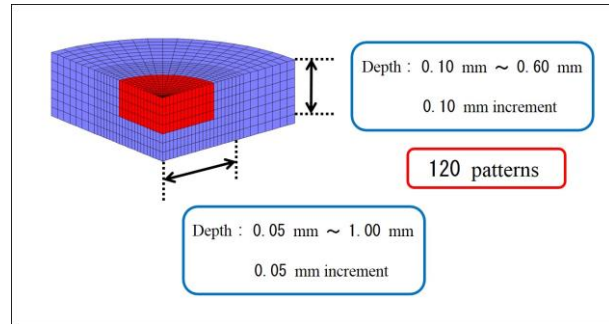 Depth : 0.10 mm ~ 0.60 mm
0.10 mm increment
120 patterns
Depth : 0.05 mm ~ 1.00 mm
0.05 mm increment